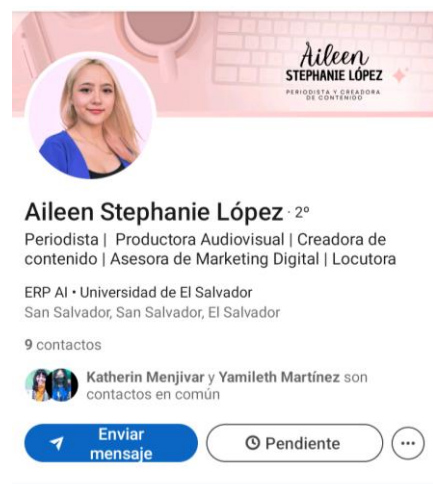 Aileen
STEPHANIE LÓPEZ
PERIODISTA Y CREADORA
DE CONTENIDO
Aileen Stephanie López · 2º
Periodista | Productora Audiovisual | Creadora de
contenido | Asesora de Marketing Digital | Locutora
ERP AI • Universidad de El Salvador
San Salvador, San Salvador, El Salvador
9 contactos
Katherin Menjivar y Yamileth Martínez son
contactos en común
Enviar
mensaje
Pendiente